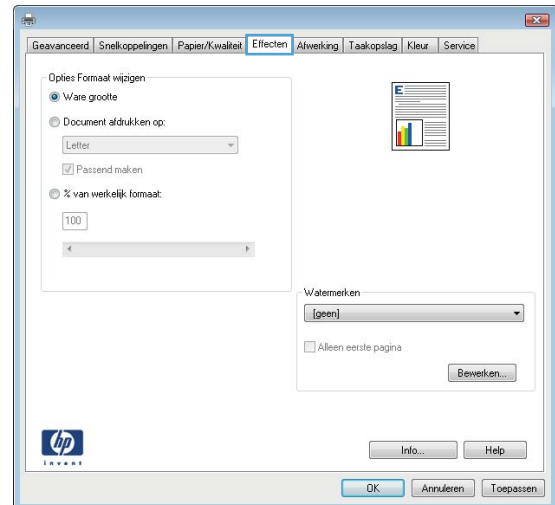 Geavanceerd Snelkoppelingen Papier/Kwaliteit Effecten Afwerking Taakopslag Kleur Service
Opties Formaat wijzigen
Ware grootte
Document afdrukken op:
Letter
Passend maken
% van werkelijk formaat:
100
E
Watermerken
[geen]
Alleen eerste pagina
Bewerken...
hp
invent
Info... Help
OK Annuleren Toepassen